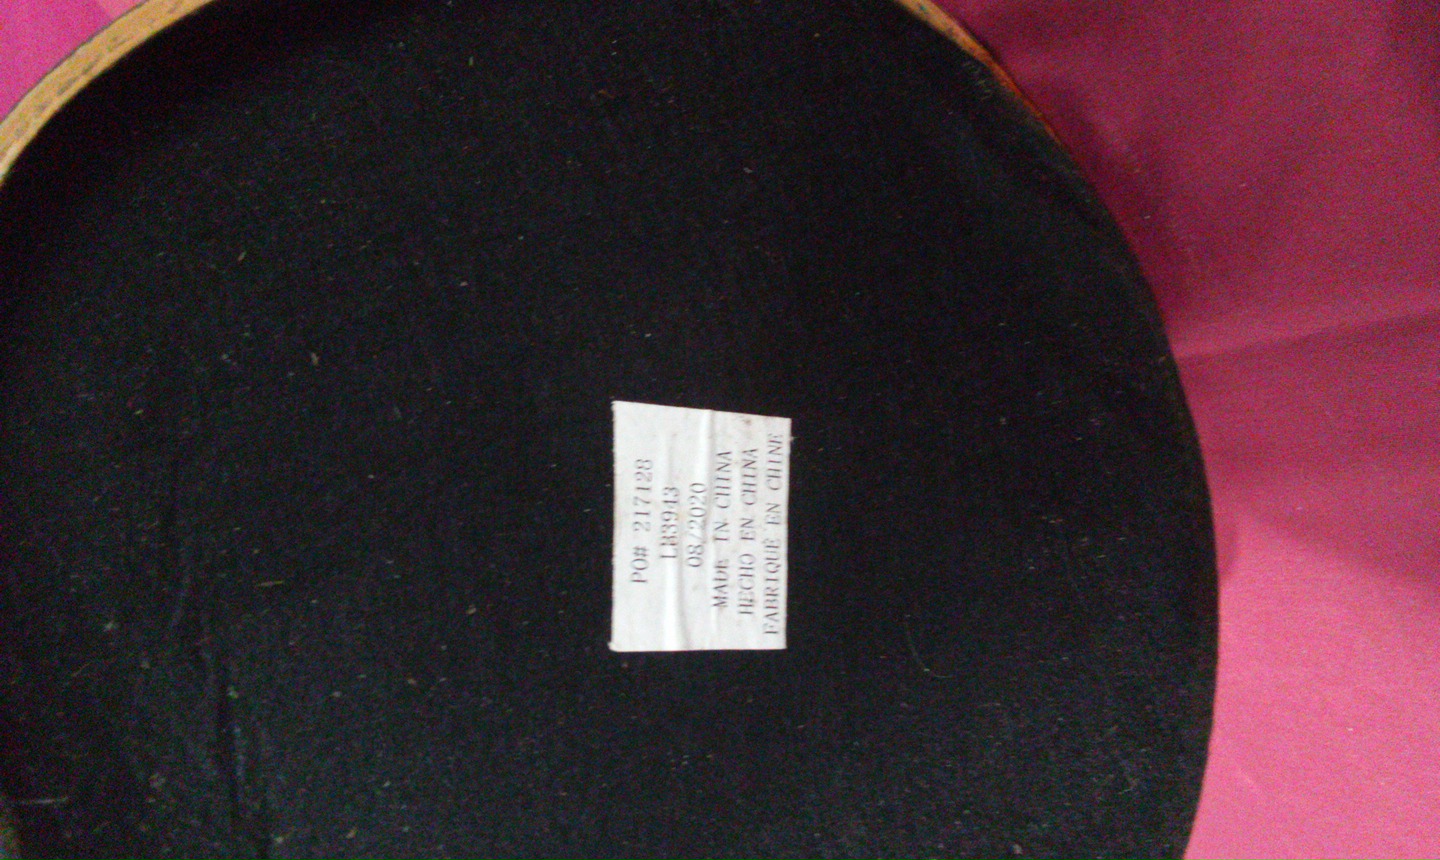 PO# 217128
LB3943
08/2020
MADE IN CHINA
HECHO EN CHINA
FABRIQUÉ EN CHINE